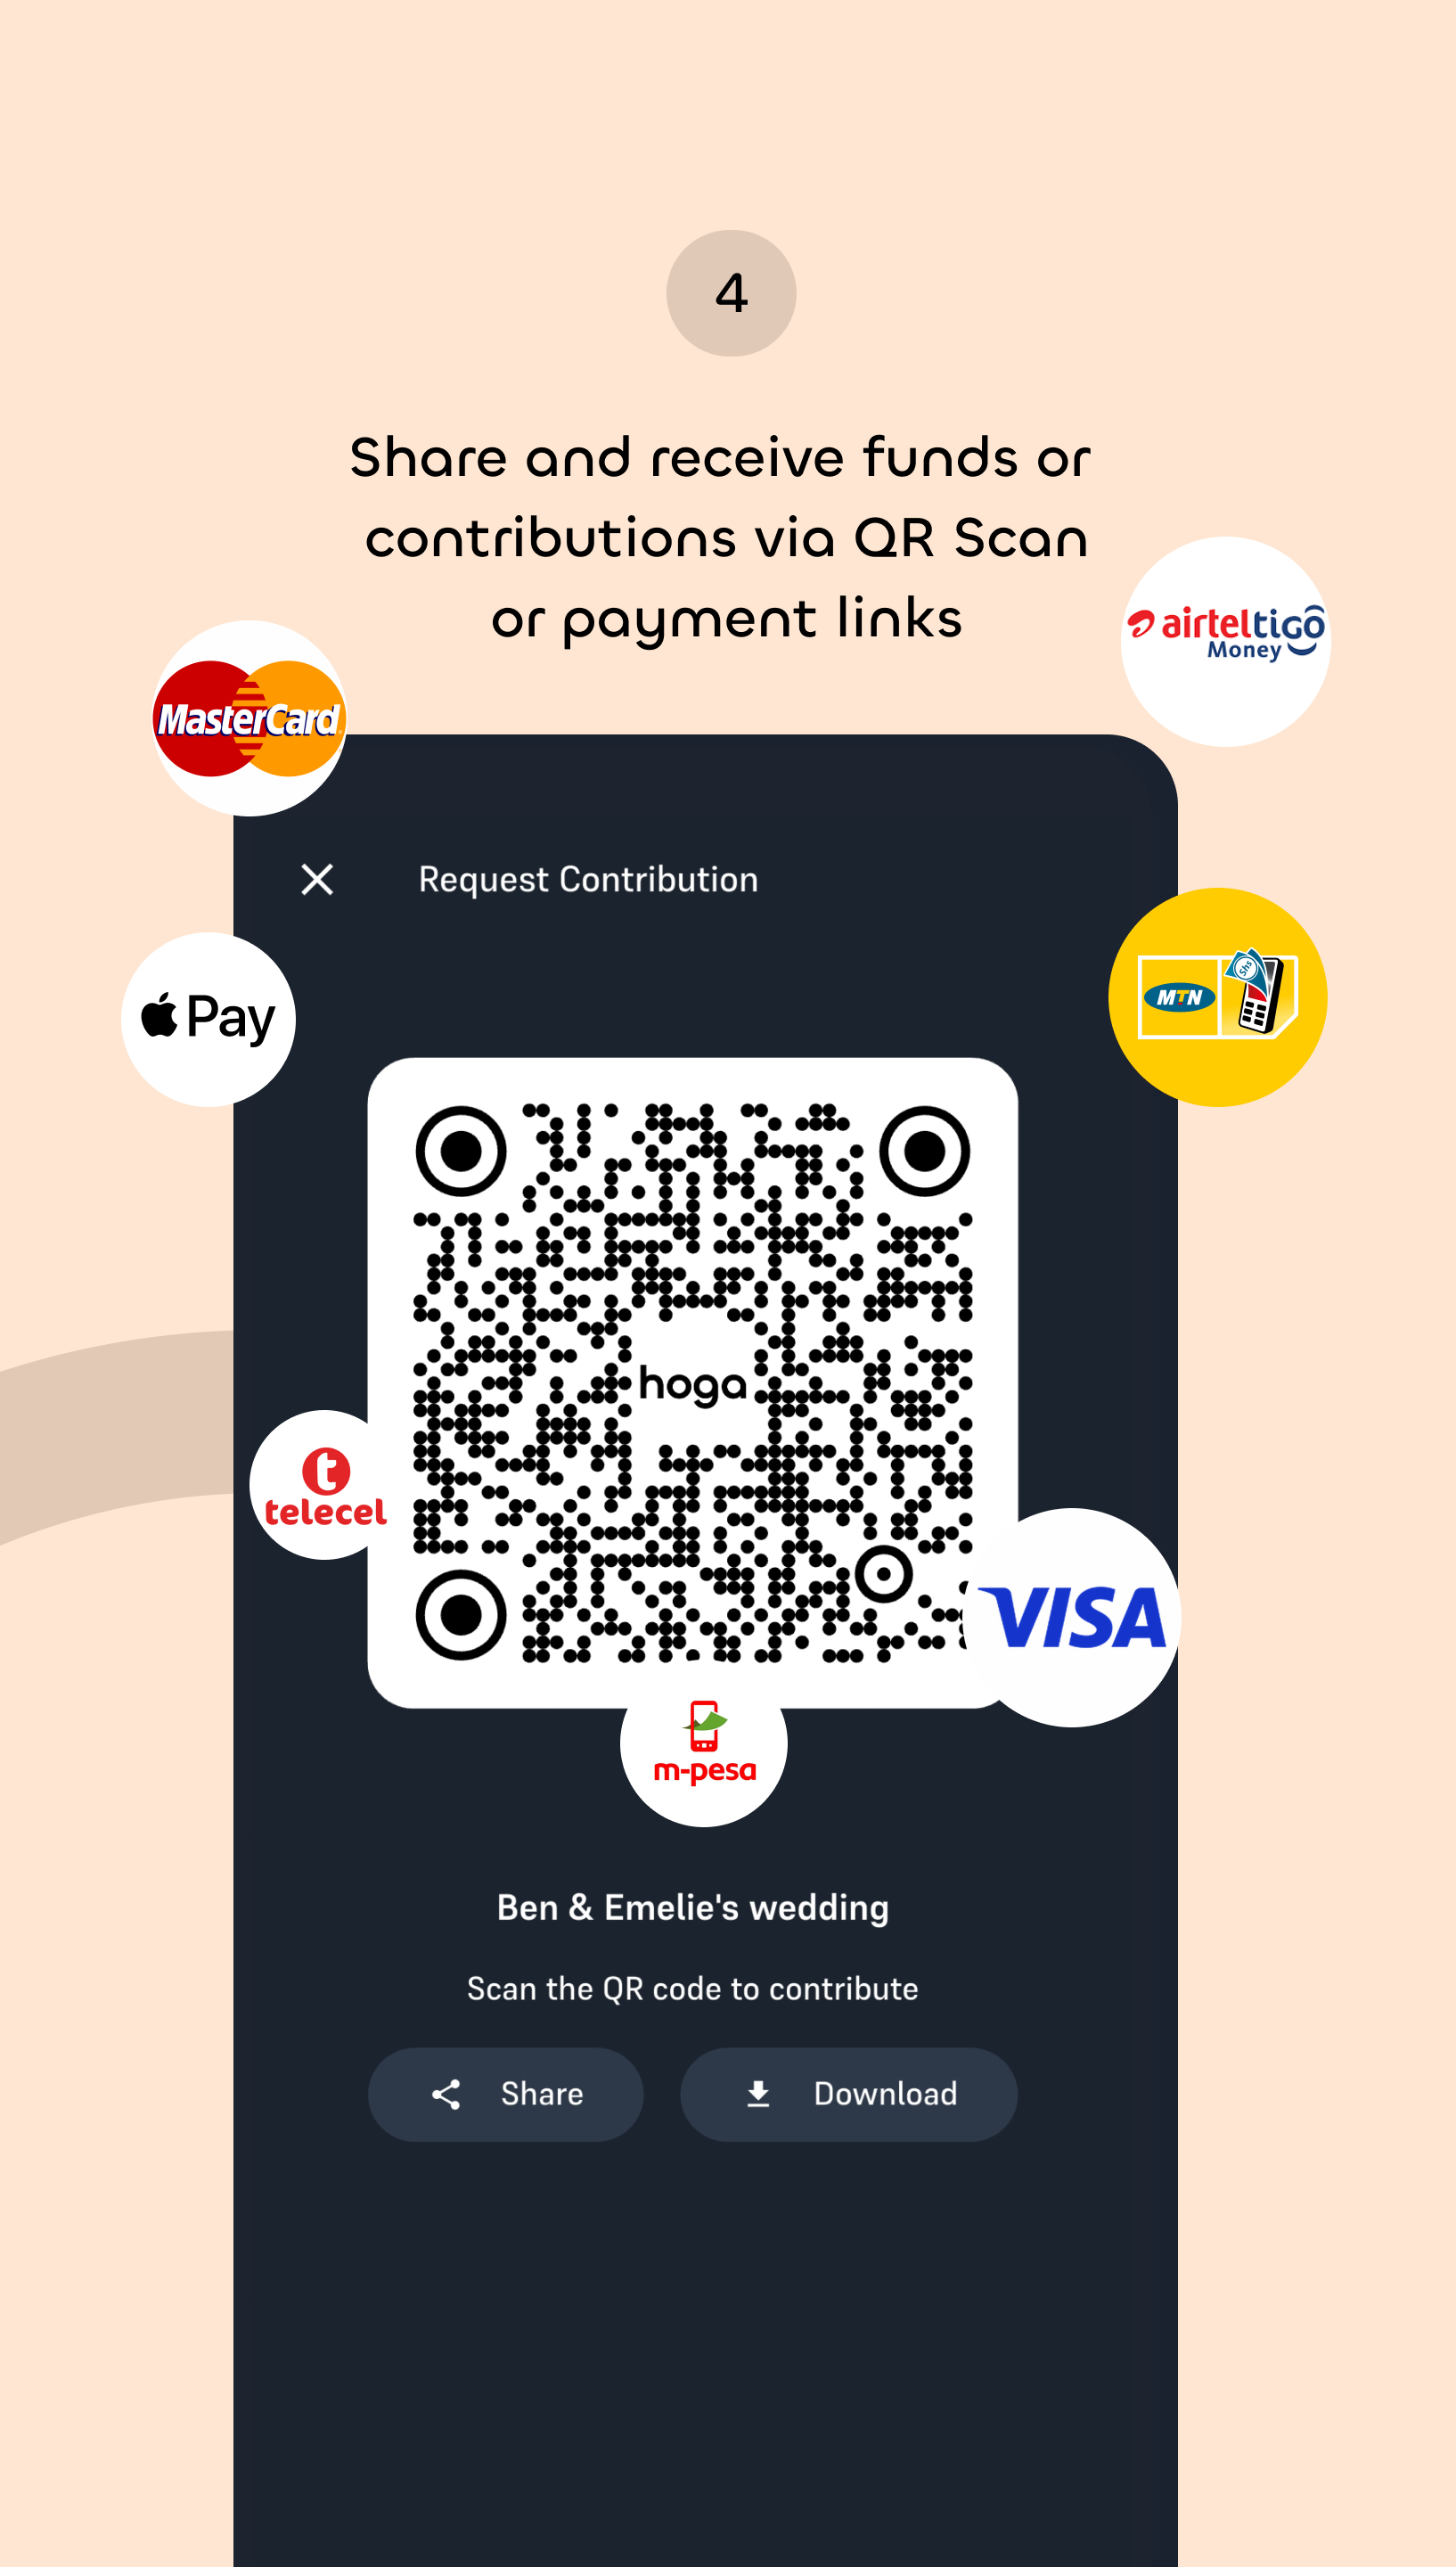 4
Share and receive funds or
contributions via QR Scan
or payment links
airteltigo
Money
MasterCard
Request Contribution
Pay
MTN
Shs
hoga
telecel
VISA
m-pesa
Ben & Emelie's wedding
Scan the QR code to contribute
Share
Download